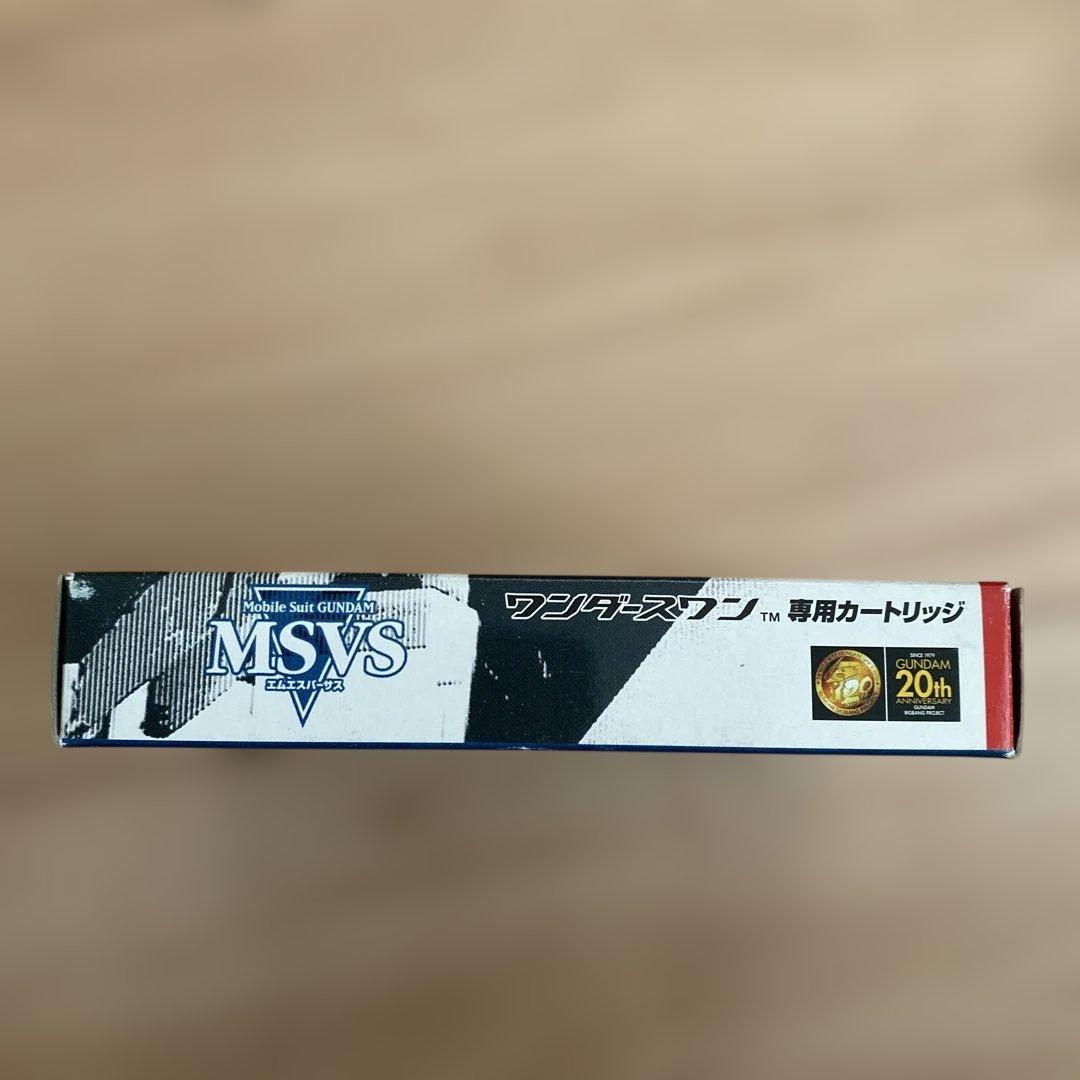 Mobile Suit GUNDAM
MSVS
エムエスバーサス
ワンダースワン™ 専用カートリッジ
SINCE 1979
GUNDAM
20th
ANNIVERSARY
GUNDAM
BIGBANG PROJECT